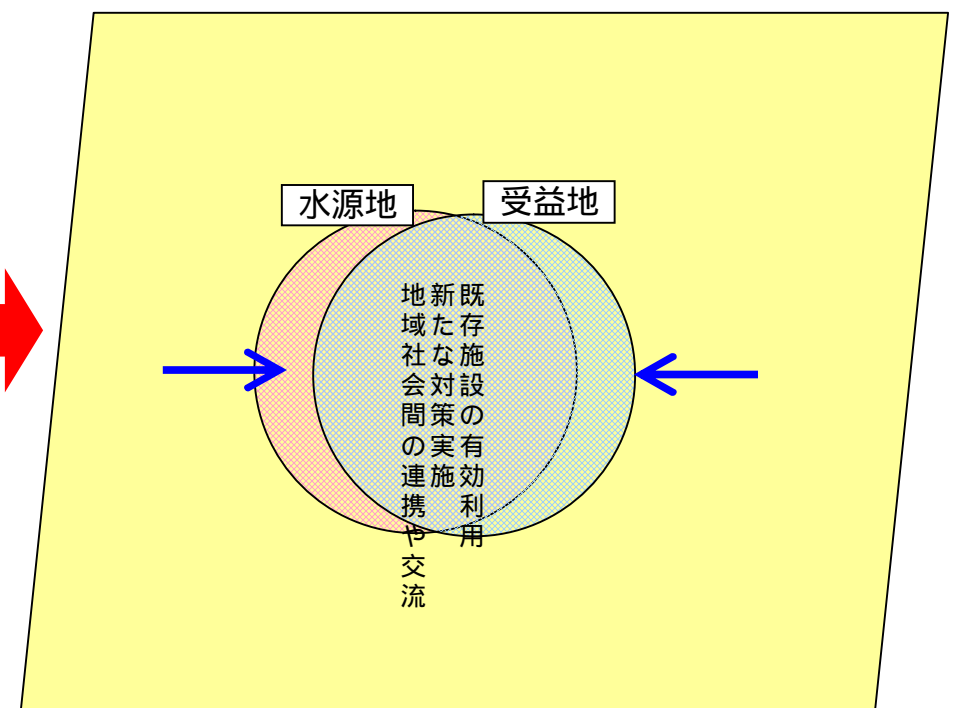 水源地
受益地
既存施設の有効利用
新たな対策実施
地域社会間の連携や交流